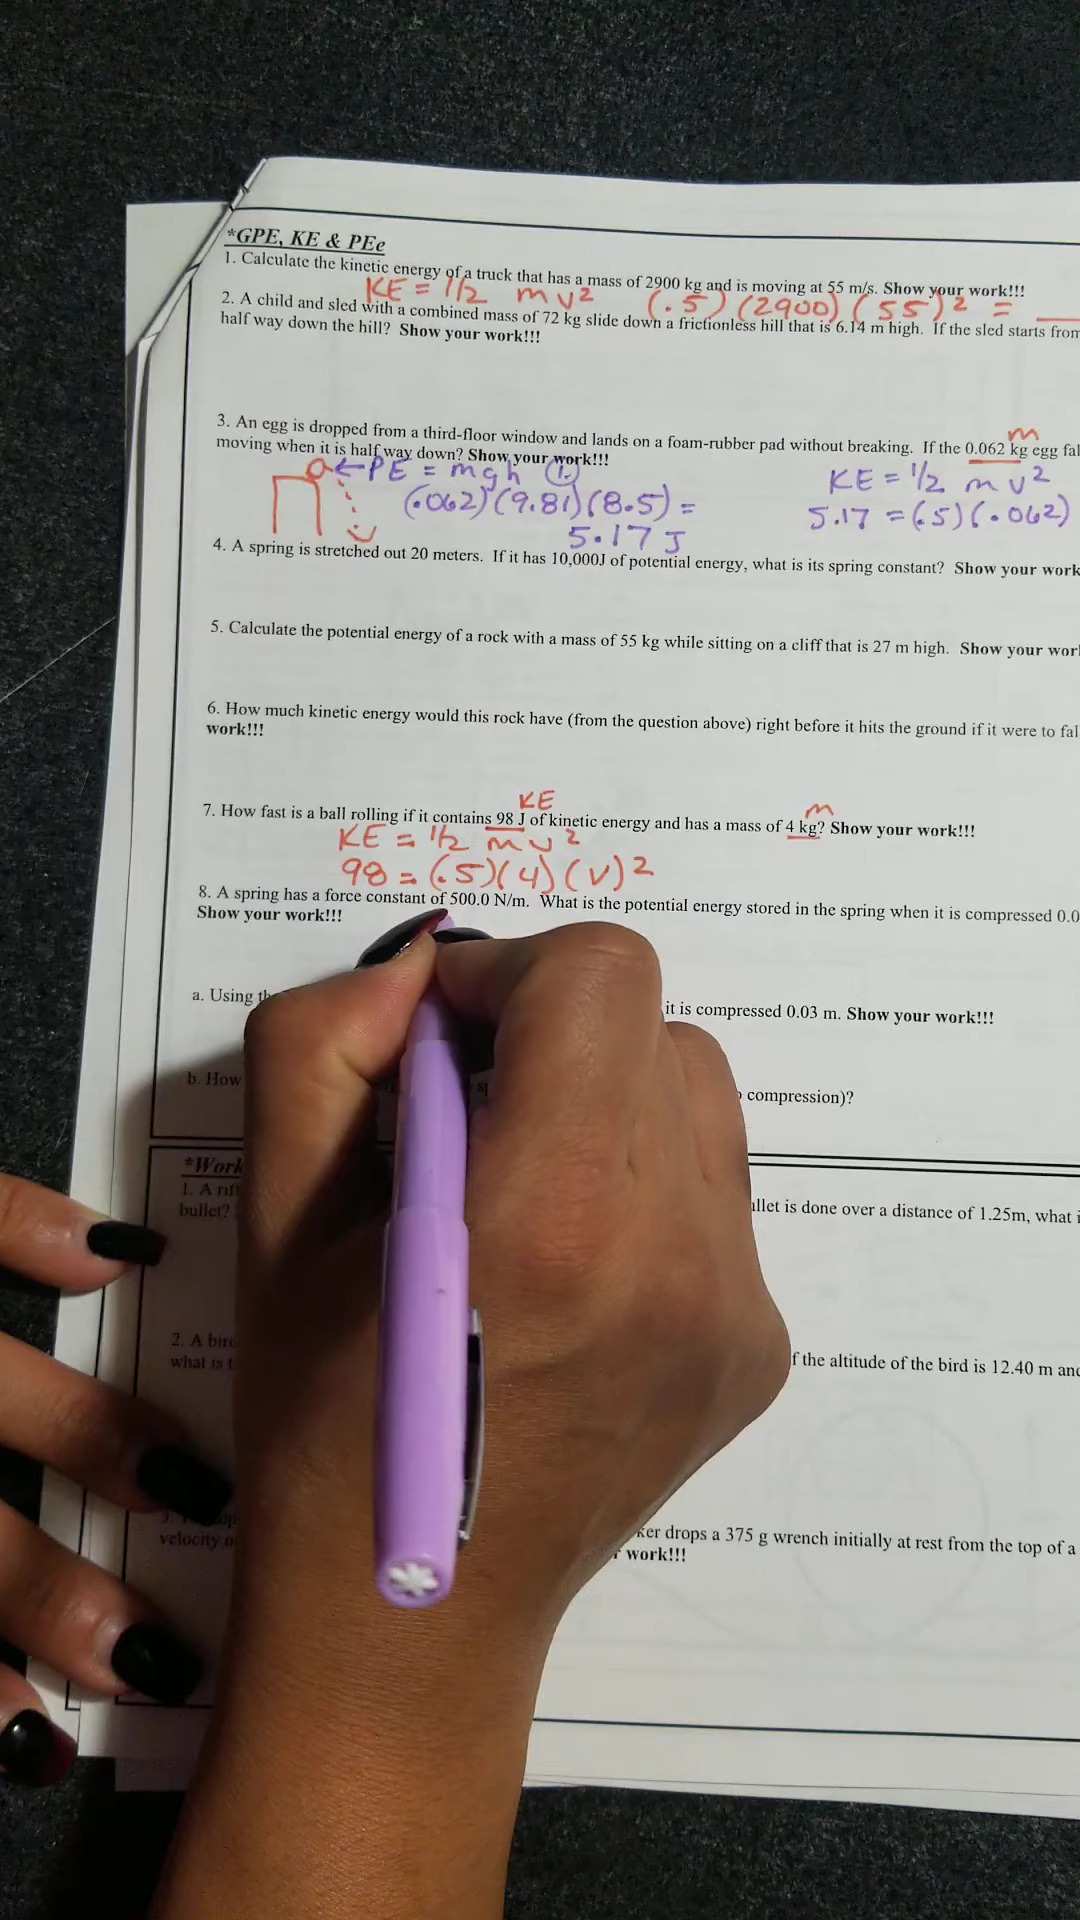 *GPE, KE & PEe
1. Calculate the kinetic energy of a truck that has a mass of 2900 kg and is moving at 55 m/s. Show your work!!!
KE = 1/2 m v² (.5) (2900) (55)² =
2. A child and sled with a combined mass of 72 kg slide down a frictionless hill that is 6.14 m high. If the sled starts from
half way down the hill? Show your work!!!
m
3. An egg is dropped from a third-floor window and lands on a foam-rubber pad without breaking. If the 0.062 kg egg
moving when it is half way down? Show your work!!!
←PE = mgh KE = 1/2 m v²
(.062) (9.81) (8.5) = 5.17 = (.5) (.062)
5.17 J
4. A spring is stretched out 20 meters. If it has 10,000J of potential energy, what is its spring constant? Show your work
5. Calculate the potential energy of a rock with a mass of 55 kg while sitting on a cliff that is 27 m high. Show your
6. How much kinetic energy would this rock have (from the question above) right before it hits the ground if it were to
work!!!
KE m
7. How fast is a ball rolling if it contains 98 J of kinetic energy and has a mass of 4 kg? Show your work!!!
KE = 1/2 m v²
98 = (.5) (4) (v)²
8. A spring has a force constant of 500.0 N/m. What is the potential energy stored in the spring when it is compressed 0.0
Show your work!!!
a. Using it is compressed 0.03 m. Show your work!!!
b. How compression)?
*Work
1. A is done over a distance of 1.25m, what
bullet?
2. A the altitude of the bird is 12.40 m
what is
3. drops a 375 g wrench initially at rest from the top of a
velocity work!!!